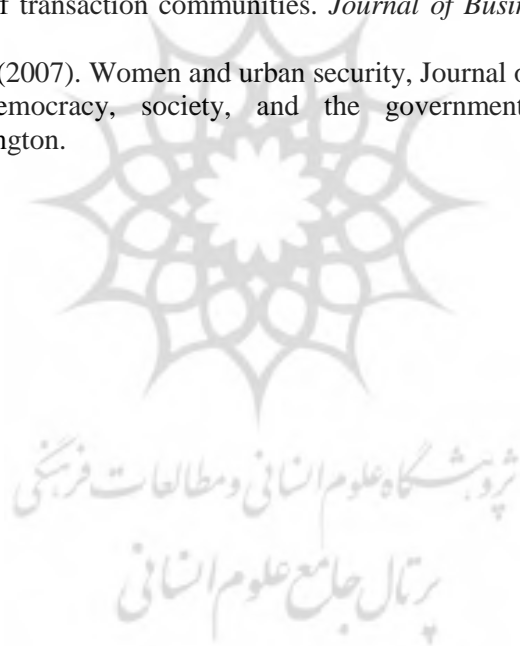 f transaction communities. Journal of Busin
(2007). Women and urban security, Journal o
emocracy, society, and the government
ngton.
پژوهشگاه علوم انسانی و مطالعات فرهنگی
پرتال جامع علوم انسانی